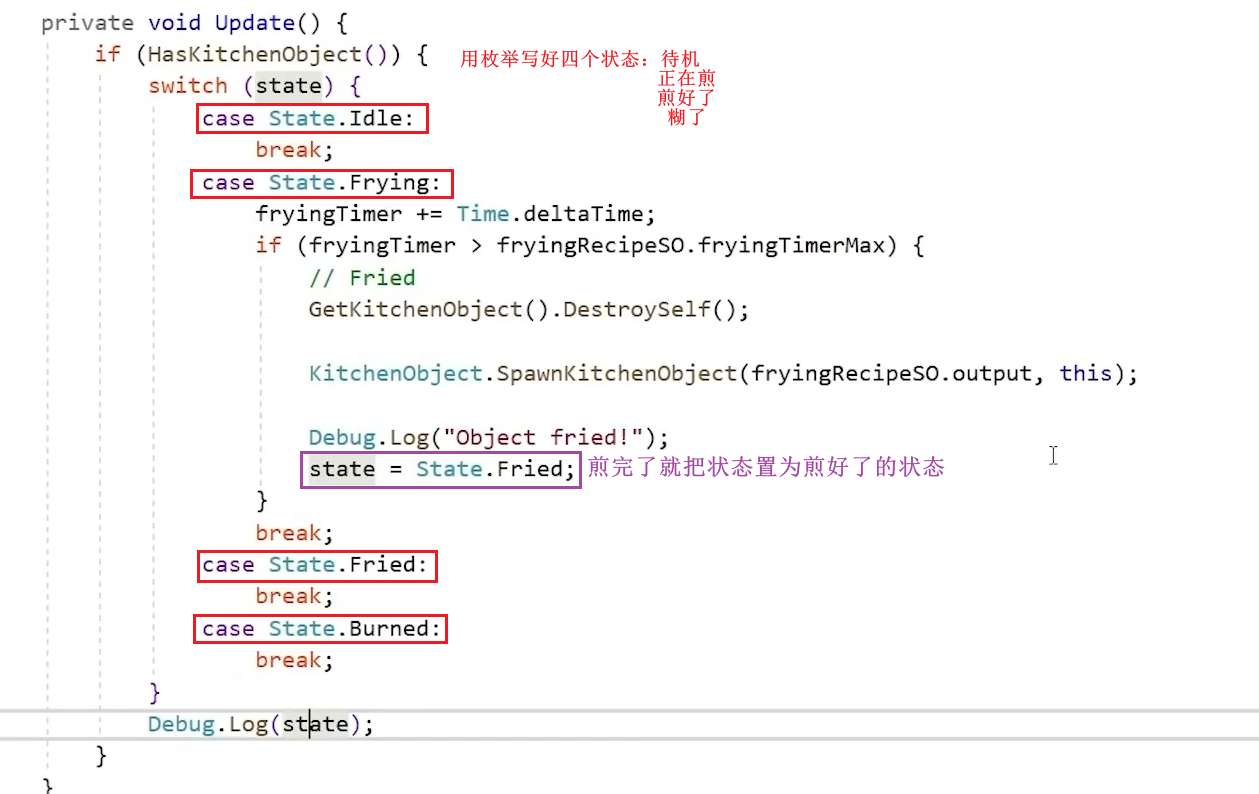 private void Update() {
if (HasKitchenObject()) { 用枚举写好四个状态：待机
正在煎
switch (state) {
煎好了
case State.Idle: 糊了
break;
case State.Frying:
fryingTimer += Time.deltaTime;
if (fryingTimer > fryingRecipeSO.fryingTimerMax) {
// Fried
GetKitchenObject().DestroySelf();
KitchenObject.SpawnKitchenObject(fryingRecipeSO.output, this);
Debug.Log("Object fried!");
state = State.Fried; 煎完了就把状态置为煎好了的状态
}
break;
case State.Fried:
break;
case State.Burned:
break;
}
Debug.Log(state);
}
}